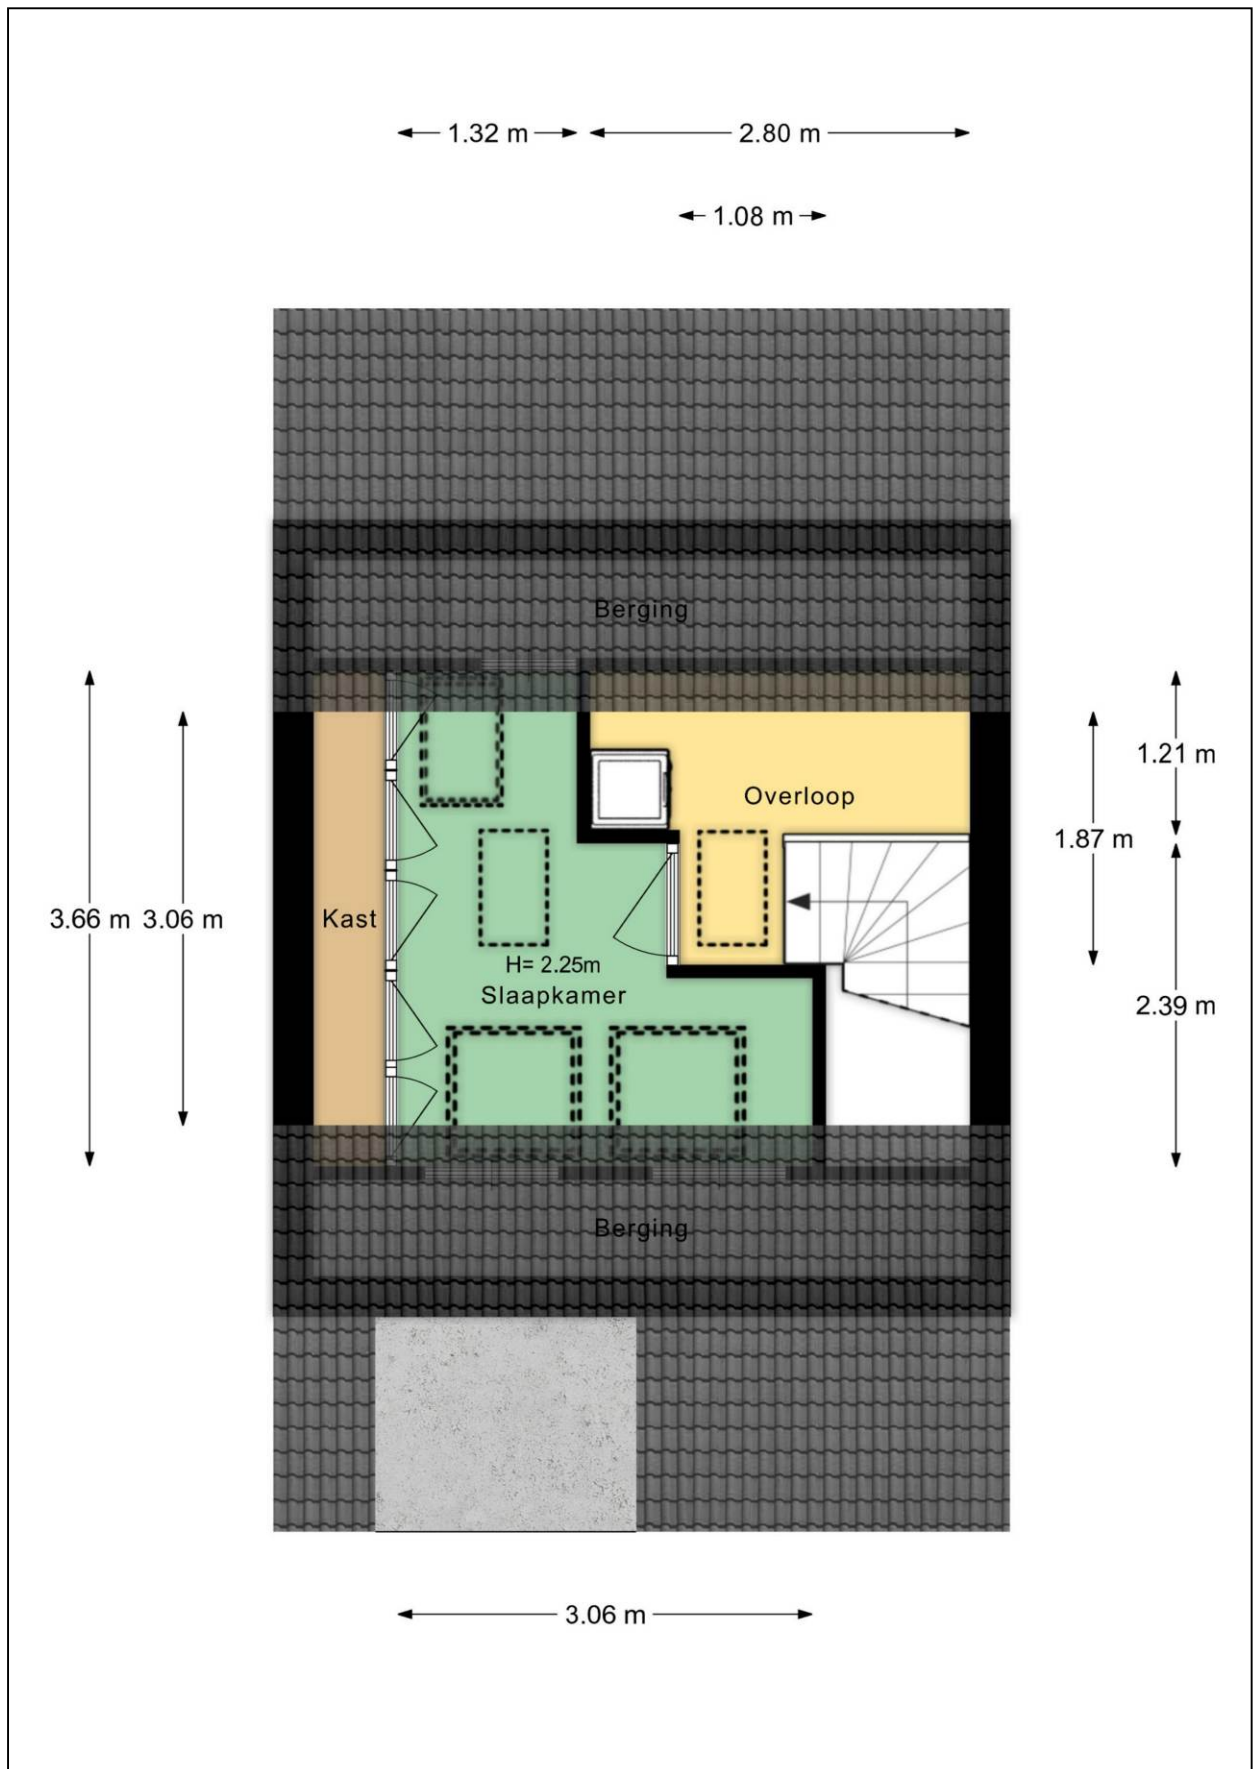 1.32 m
2.80 m
1.08 m
Berging
1.21 m
Overloop
1.87 m
3.66 m
3.06 m
Kast
H= 2.25m
Slaapkamer
2.39 m
Berging
3.06 m